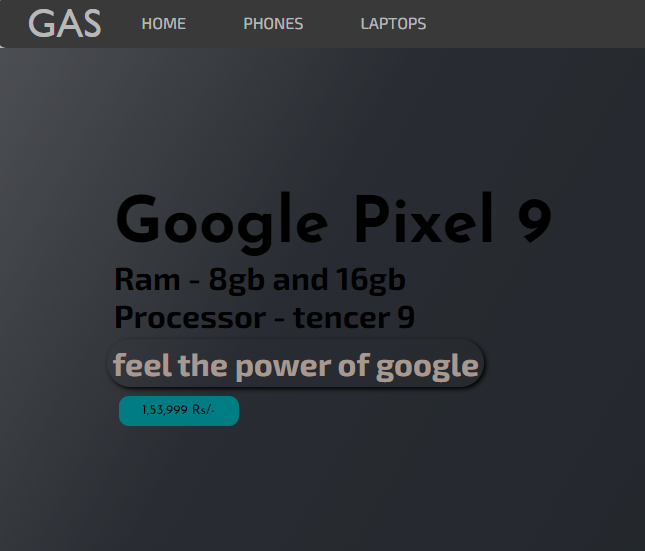 GAS HOME PHONES LAPTOPS
Google Pixel 9
Ram - 8gb and 16gb
Processor - tencer 9
feel the power of google
1,53,999 Rs/-